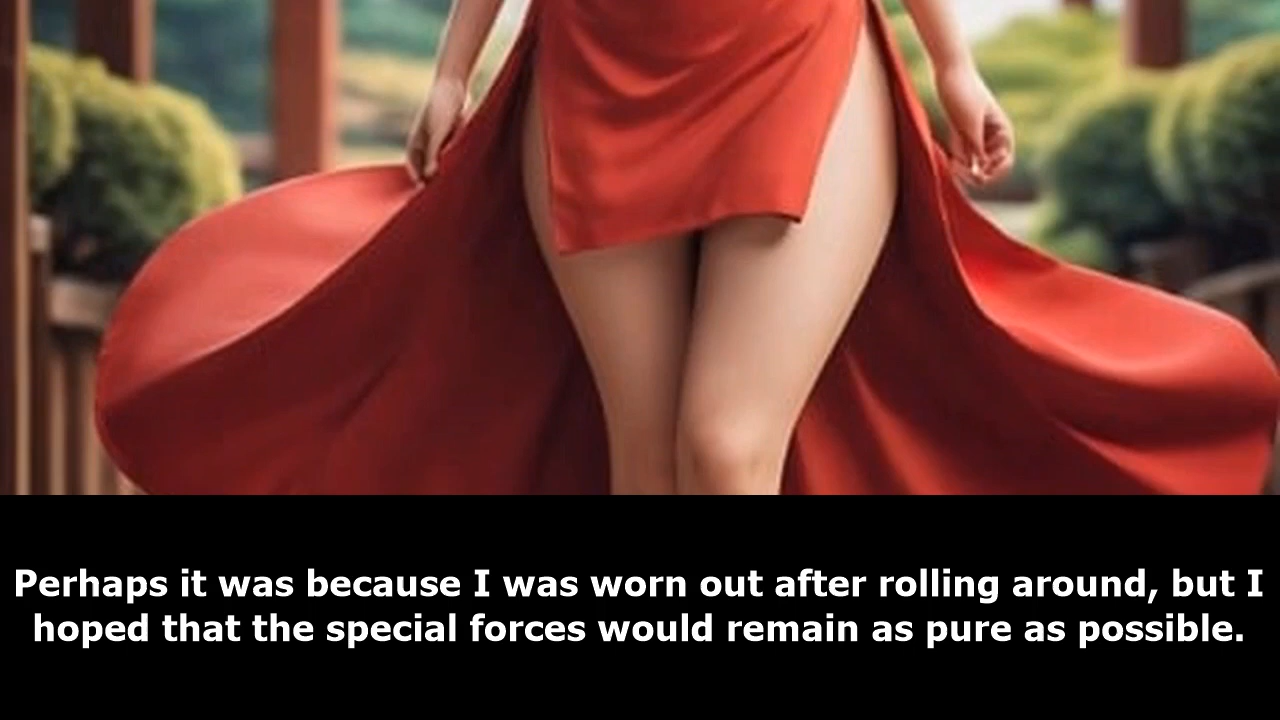 Perhaps it was because I was worn out after rolling around, but I
hoped that the special forces would remain as pure as possible.